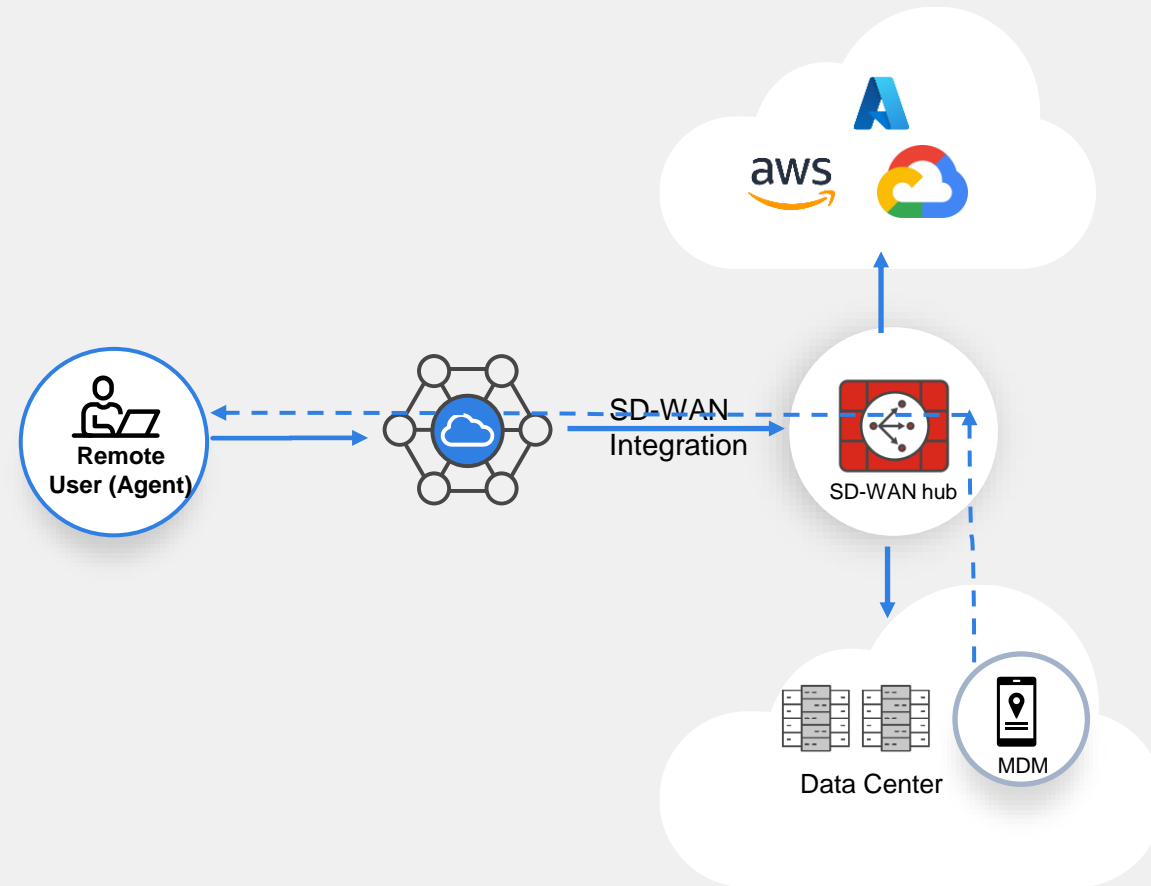 aws
SD-WAN
Integration
Remote
User (Agent)
SD-WAN hub
MDM
Data Center